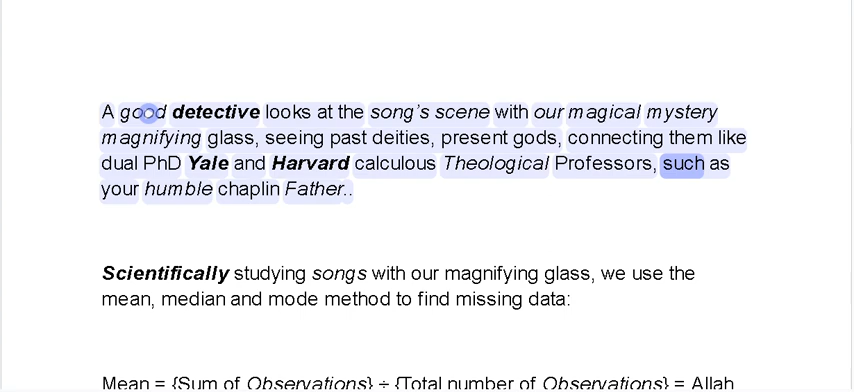 A good detective looks at the song's scene with our magical mystery
magnifying glass, seeing past deities, present gods, connecting them like
dual PhD Yale and Harvard calculous Theological Professors, such as
your humble chaplin Father..
Scientifically studying songs with our magnifying glass, we use the
mean, median and mode method to find missing data:
Mean = {Sum of Observations} ÷ {Total number of Observations} = Allah